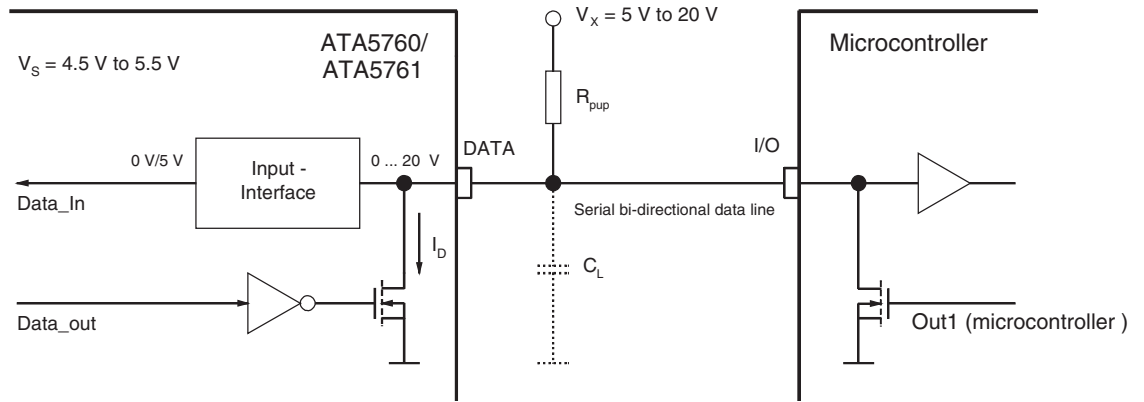 V_X = 5 V to 20 V
ATA5760/
ATA5761
Microcontroller
V_S = 4.5 V to 5.5 V
R_pup
DATA
I/O
0 V/5 V
Input -
Interface
0 ... 20 V
Data_In
Serial bi-directional data line
I_D
C_L
Data_out
Out1 (microcontroller )